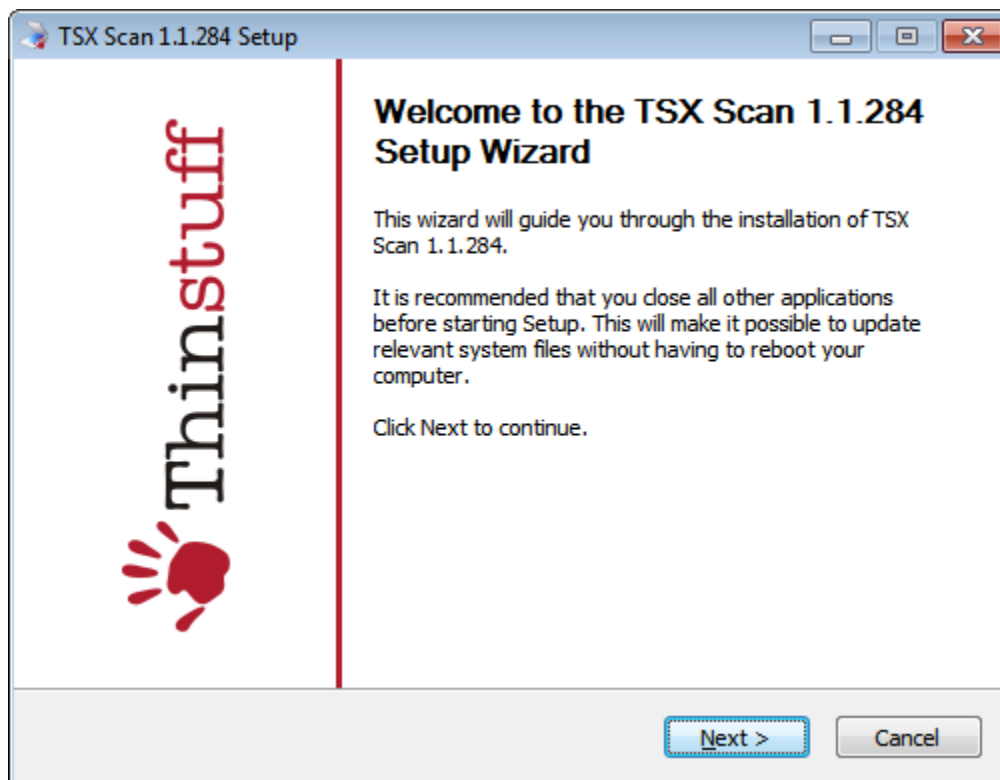 TSX Scan 1.1.284 Setup
Thinstuff
Welcome to the TSX Scan 1.1.284
Setup Wizard
This wizard will guide you through the installation of TSX
Scan 1.1.284.
It is recommended that you close all other applications
before starting Setup. This will make it possible to update
relevant system files without having to reboot your
computer.
Click Next to continue.
Next >
Cancel